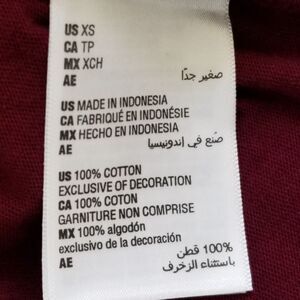 US XS
CA TP
MX XCH
AE صغير جدًا
US MADE IN INDONESIA
CA FABRIQUÉ EN INDONÉSIE
MX HECHO EN INDONESIA
AE صُنع في إندونيسيا
US 100% COTTON
EXCLUSIVE OF DECORATION
CA 100% COTON
GARNITURE NON COMPRISE
MX 100% algodón
exclusivo de la decoración
AE 100% قطن
باستثناء الزخرف